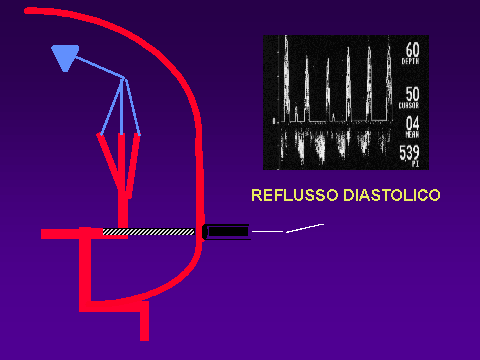 60
DEPTH
50
CURSOR
04
MEAN
539
PI
REFLUSSO DIASTOLICO